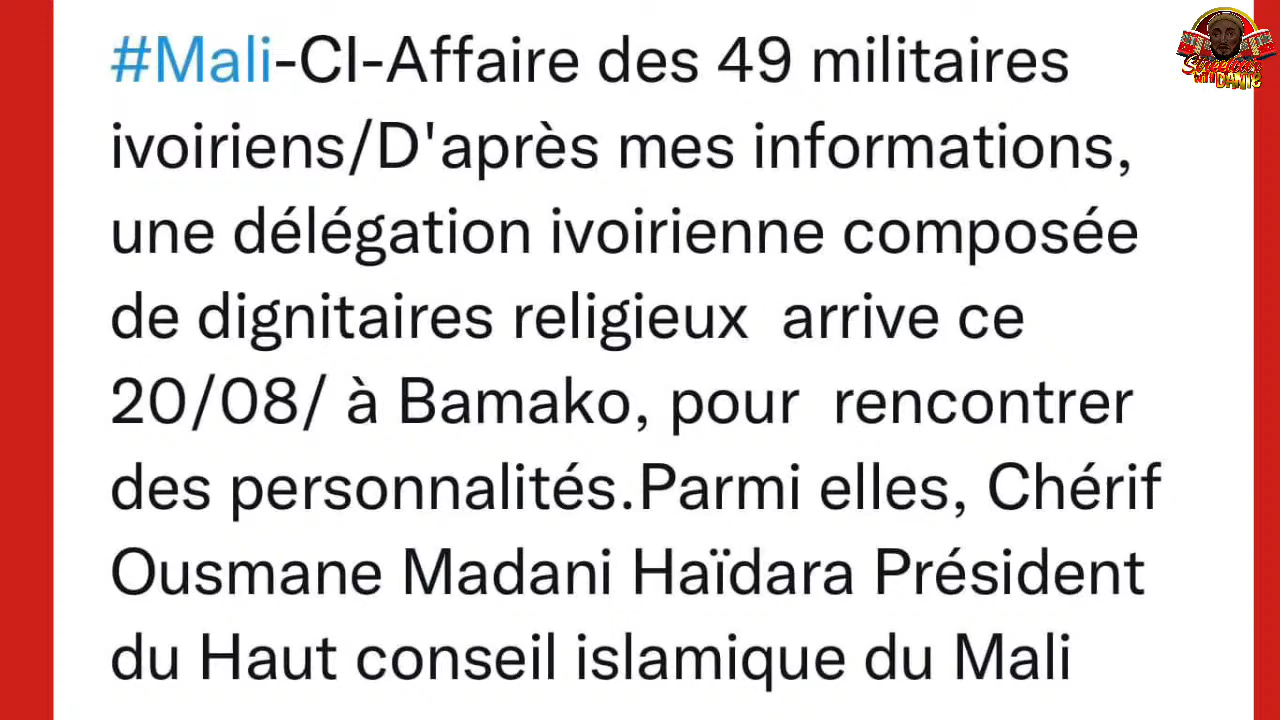 #Mali-CI-Affaire des 49 militaires
ivoiriens/D'après mes informations,
une délégation ivoirienne composée
de dignitaires religieux  arrive ce
20/08/ à Bamako, pour  rencontrer
des personnalités.Parmi elles, Chérif
Ousmane Madani Haïdara Président
du Haut conseil islamique du Mali